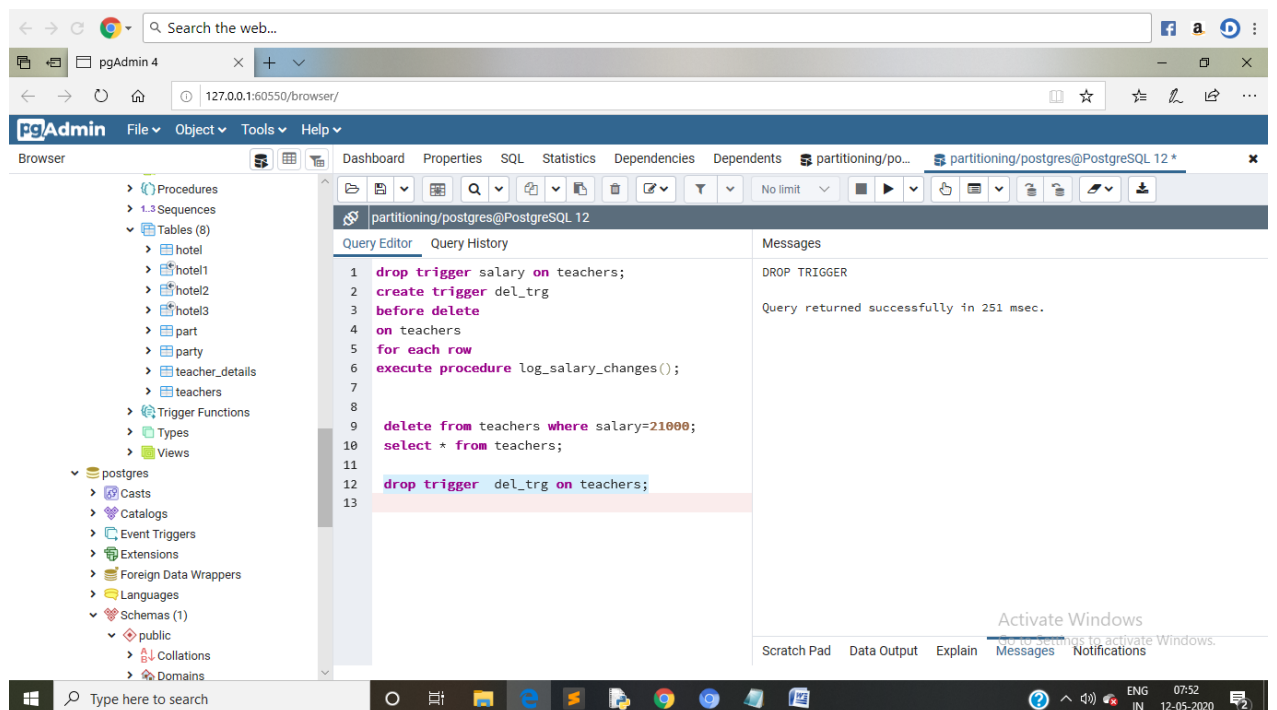 Search the web...
pgAdmin 4
127.0.0.1:60550/browser/
pgAdmin File Object Tools Help
Browser
Dashboard Properties SQL Statistics Dependencies Dependents partitioning/po... partitioning/postgres@PostgreSQL 12 *
No limit
partitioning/postgres@PostgreSQL 12
Procedures
1..3 Sequences
Tables (8)
hotel
hotel1
hotel2
hotel3
part
party
teacher_details
teachers
Trigger Functions
Types
Views
postgres
Casts
Catalogs
Event Triggers
Extensions
Foreign Data Wrappers
Languages
Schemas (1)
public
Collations
Domains
Query Editor Query History
1 drop trigger salary on teachers;
2 create trigger del_trg
3 before delete
4 on teachers
5 for each row
6 execute procedure log_salary_changes();
7
8
9 delete from teachers where salary=21000;
10 select * from teachers;
11
12 drop trigger del_trg on teachers;
13
Messages
DROP TRIGGER
Query returned successfully in 251 msec.
Activate Windows
Go to Settings to activate Windows.
Scratch Pad Data Output Explain Messages Notifications
Type here to search
ENG
IN
07:52
12-05-2020
2